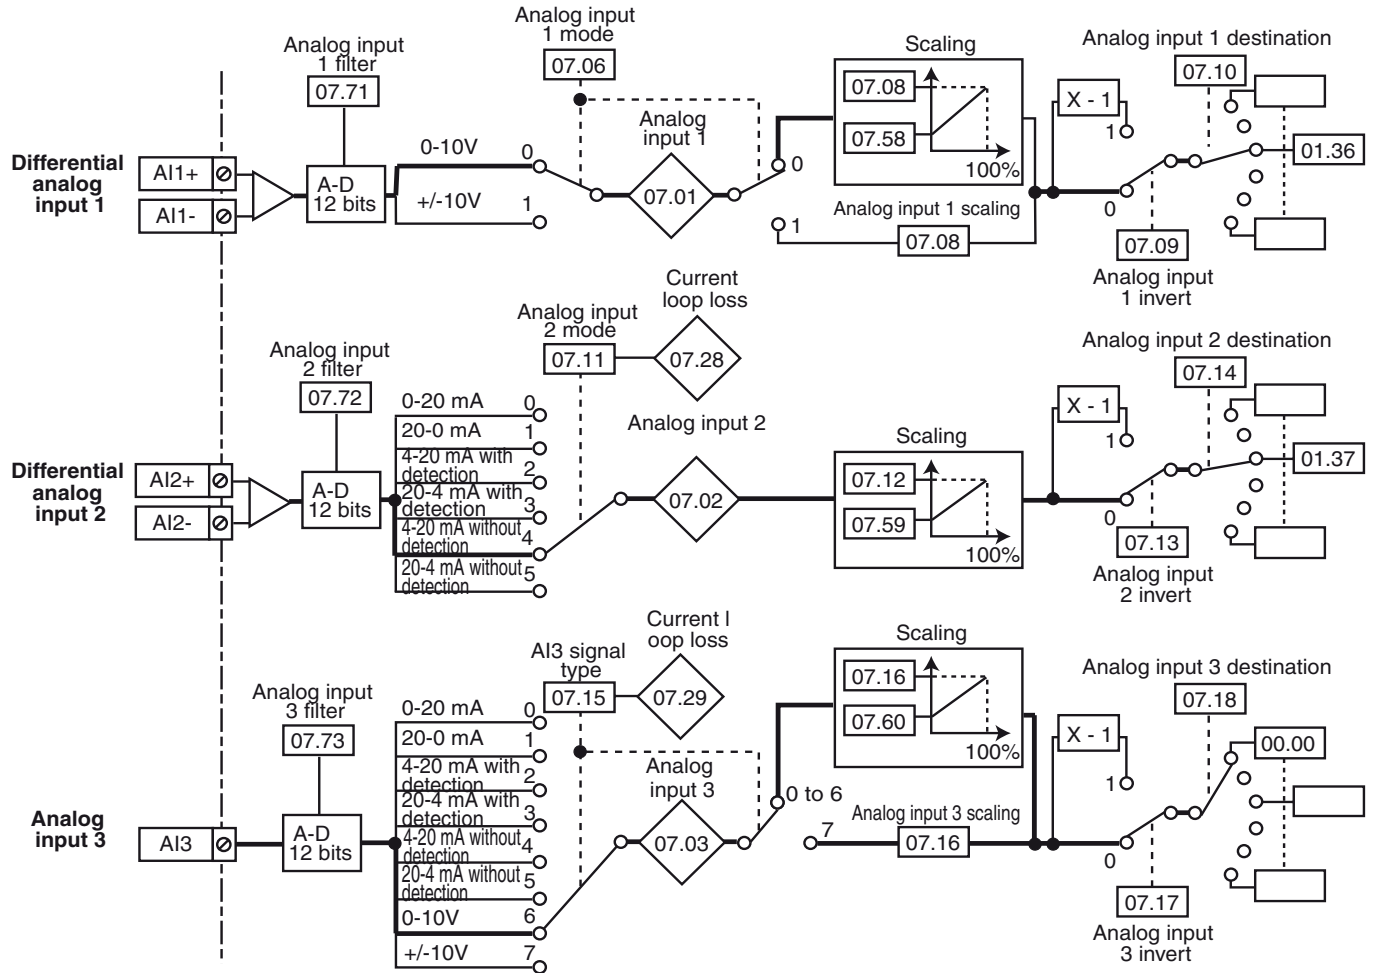 Differential
analog
input 1
AI1+
AI1-
Analog input
1 filter
07.71
A-D
12 bits
0-10V
0
+/-10V
1
Analog input
1 mode
07.06
Analog
input 1
07.01
0
1
Scaling
07.08
07.58
100%
Analog input 1 scaling
07.08
X - 1
1
0
07.09
Analog input
1 invert
Analog input 1 destination
07.10
01.36
Differential
analog
input 2
AI2+
AI2-
Analog input
2 filter
07.72
A-D
12 bits
0-20 mA
0
20-0 mA
1
4-20 mA with
detection
2
20-4 mA with
detection
3
4-20 mA without
detection
4
20-4 mA without
detection
5
Analog input
2 mode
07.11
Current
loop loss
07.28
Analog input 2
07.02
Scaling
07.12
07.59
100%
X - 1
1
0
07.13
Analog input
2 invert
Analog input 2 destination
07.14
01.37
Analog
input 3
AI3
Analog input
3 filter
07.73
A-D
12 bits
0-20 mA
0
20-0 mA
1
4-20 mA with
detection
2
20-4 mA with
detection
3
4-20 mA without
detection
4
20-4 mA without
detection
5
0-10V
6
+/-10V
7
AI3 signal
type
07.15
Current l
oop loss
07.29
Analog
input 3
07.03
0 to 6
7
Scaling
07.16
07.60
100%
Analog input 3 scaling
07.16
X - 1
1
0
07.17
Analog input
3 invert
Analog input 3 destination
07.18
00.00